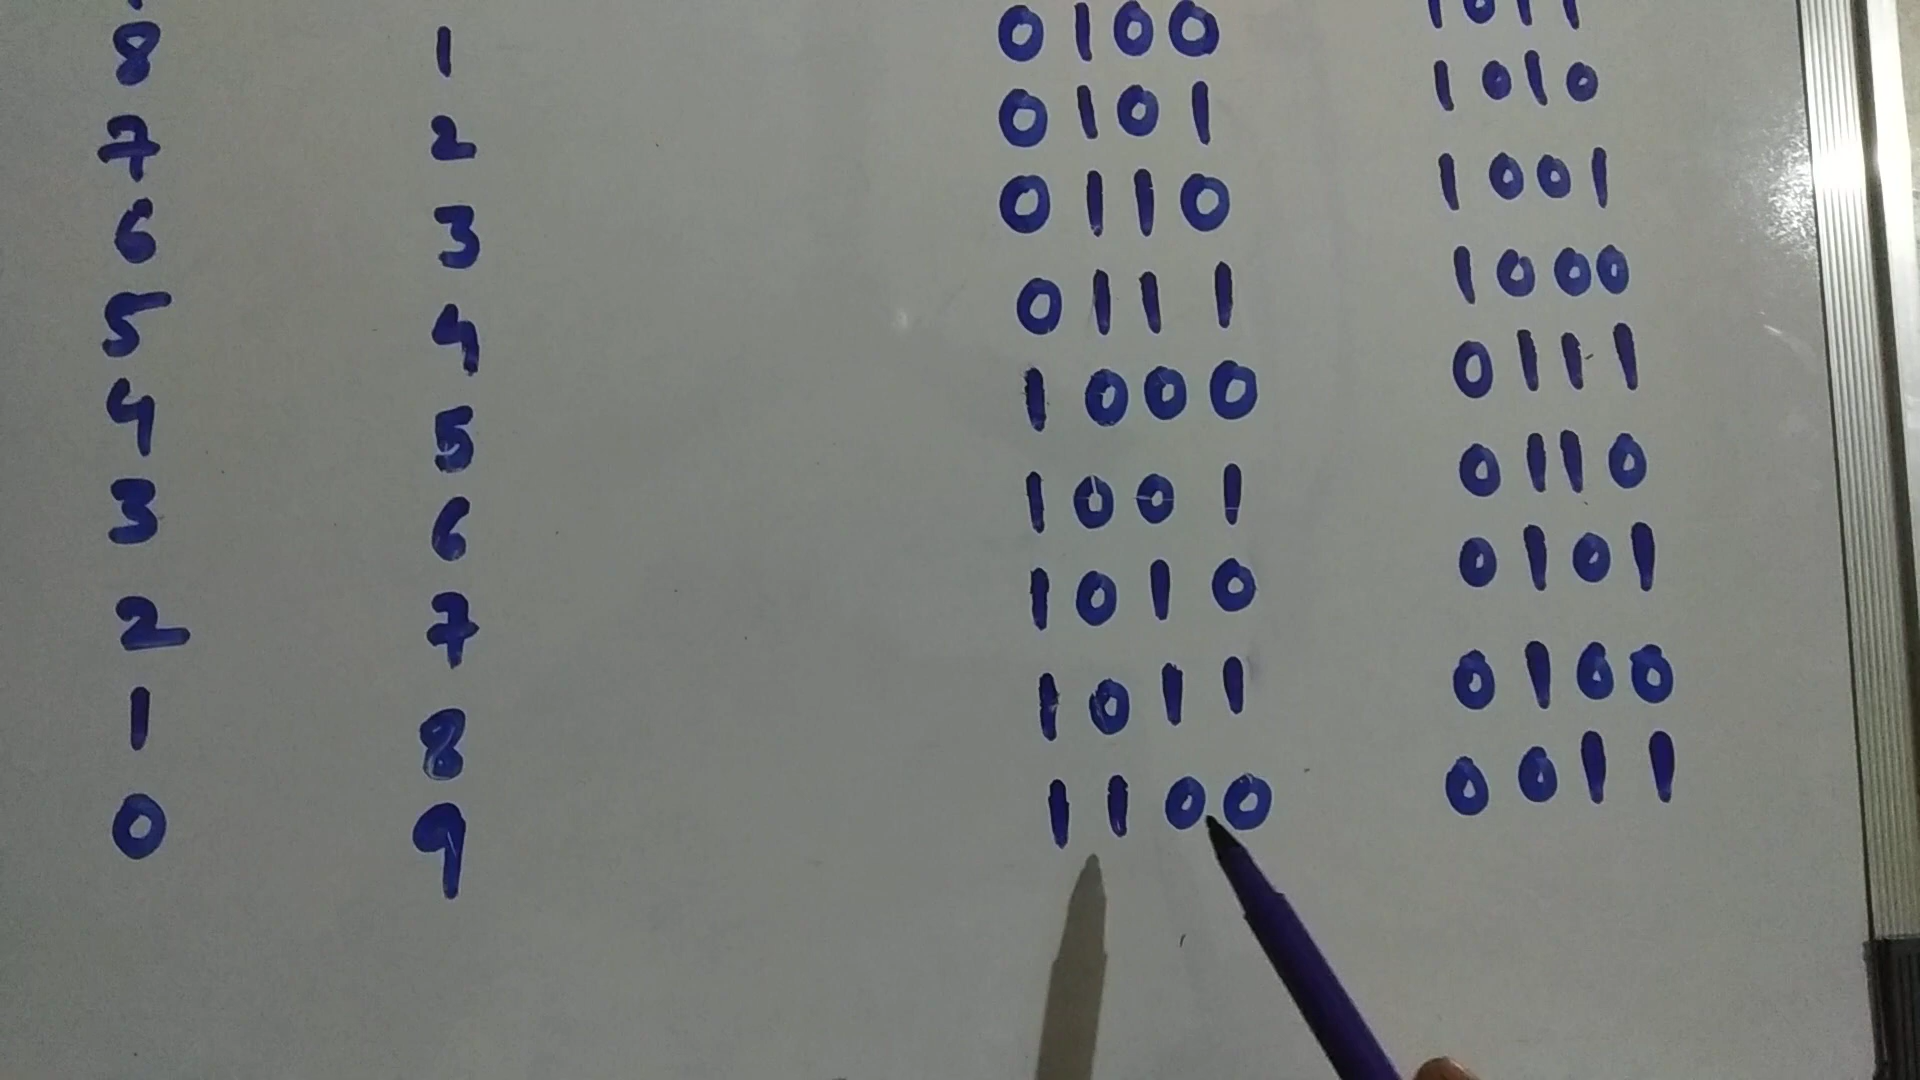 8 1 0100 1011
7 2 0101 1010
6 3 0110 1001
5 4 0111 1000
4 5 1000 0111
3 6 1001 0110
2 7 1010 0101
1 8 1011 0100
0 9 1100 0011